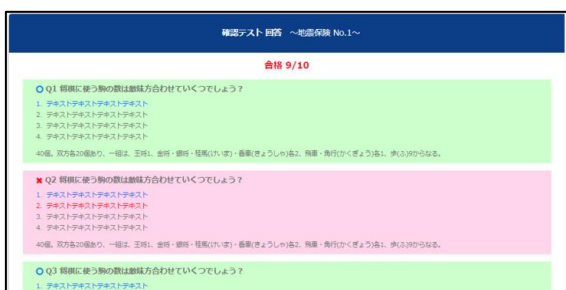 確認テスト 回答 ～地震保険 No.1～
合格 9/10
Q1 将棋に使う駒の数は敵味方合わせていくつでしょう？
1. テキストテキストテキストテキスト
2. テキストテキストテキストテキスト
3. テキストテキストテキストテキスト
4. テキストテキストテキストテキスト
40個。双方各20個あり、一組は、王将1、金将・銀将・桂馬(けいま)・香車(きょうしゃ)各2、飛車・角行(かくぎょう)各1、歩(ふ)9からなる。
Q2 将棋に使う駒の数は敵味方合わせていくつでしょう？
1. テキストテキストテキストテキスト
2. テキストテキストテキストテキスト
3. テキストテキストテキストテキスト
4. テキストテキストテキストテキスト
40個。双方各20個あり、一組は、王将1、金将・銀将・桂馬(けいま)・香車(きょうしゃ)各2、飛車・角行(かくぎょう)各1、歩(ふ)9からなる。
Q3 将棋に使う駒の数は敵味方合わせていくつでしょう？
1. テキストテキストテキストテキスト